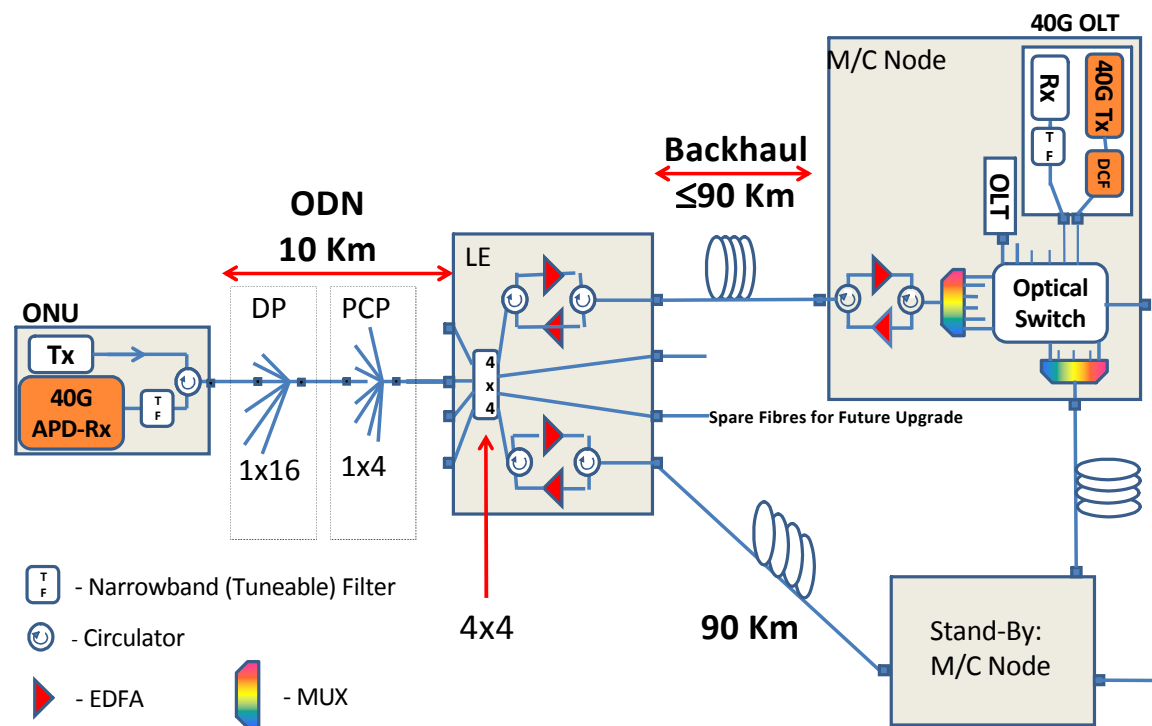 40G OLT
M/C Node
Rx
T
F
40G Tx
DCF
OLT
Optical
Switch
Backhaul
≤90 Km
ODN
10 Km
LE
DP
PCP
ONU
Tx
40G
APD-Rx
T
F
1x16
1x4
4
x
4
Spare Fibres for Future Upgrade
T
F
- Narrowband (Tuneable) Filter
- Circulator
- EDFA
- MUX
4x4
90 Km
Stand-By:
M/C Node